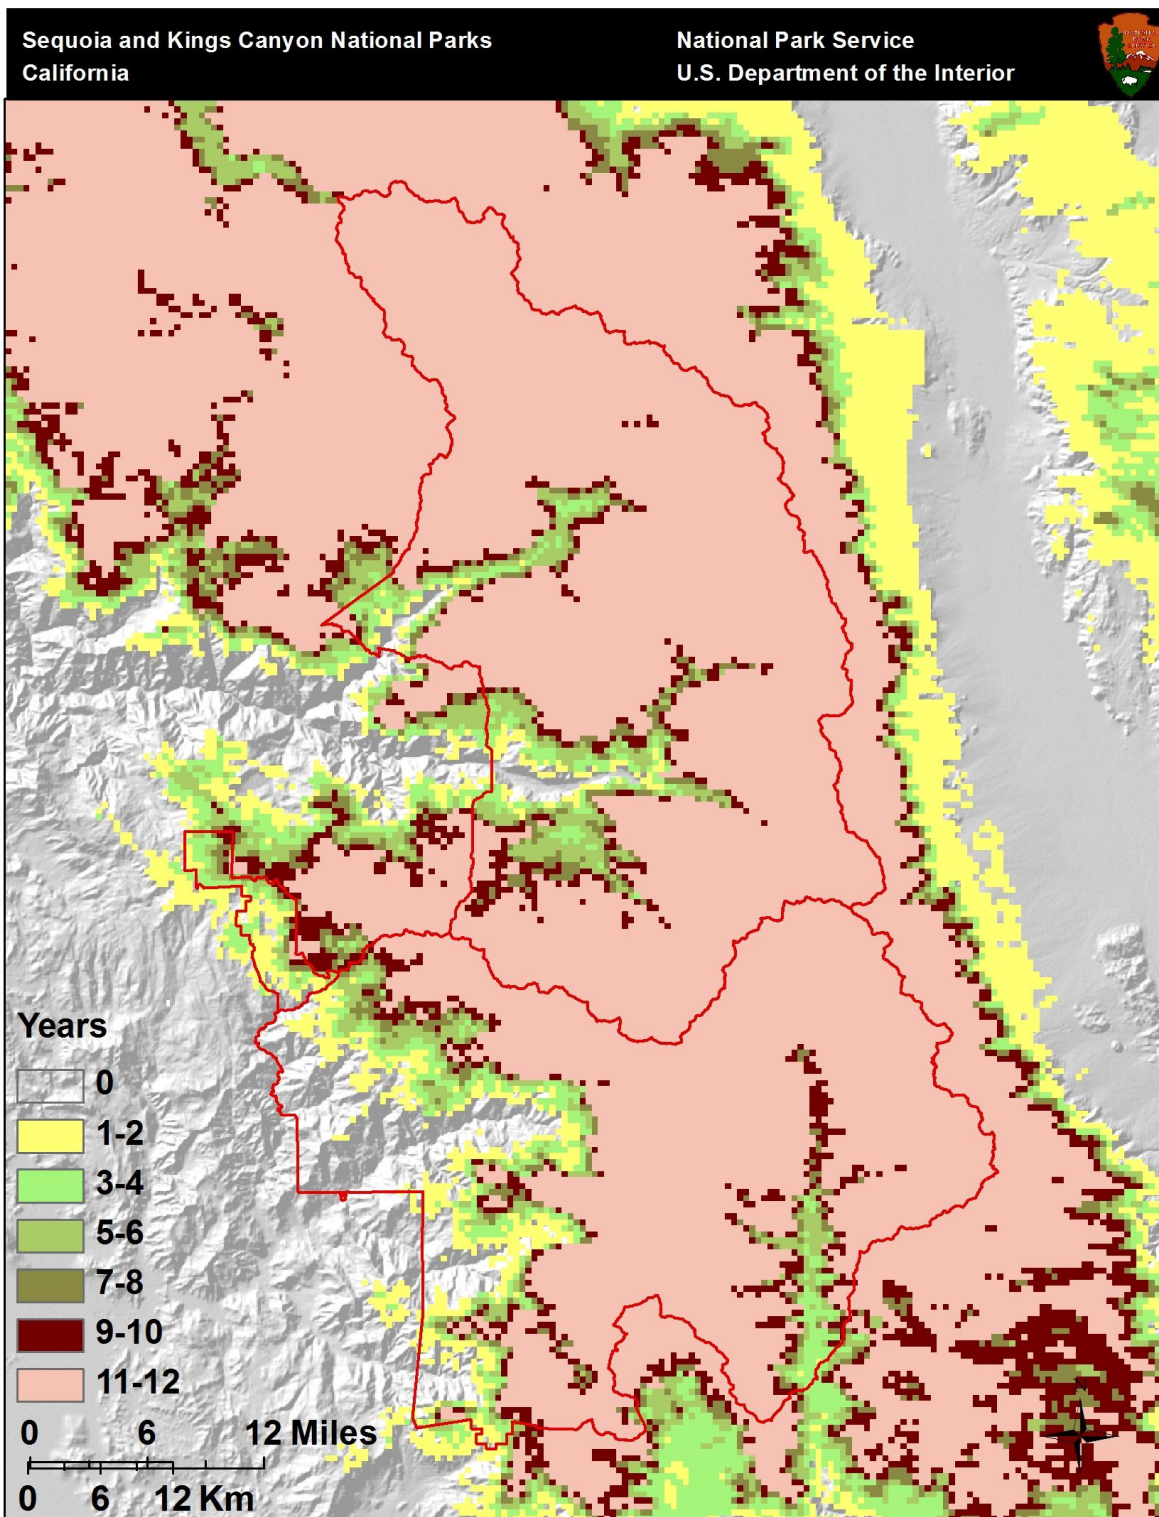 Sequoia and Kings Canyon National Parks
California
National Park Service
U.S. Department of the Interior
Years
0
1-2
3-4
5-6
7-8
9-10
11-12
0 6 12 Miles
0 6 12 Km